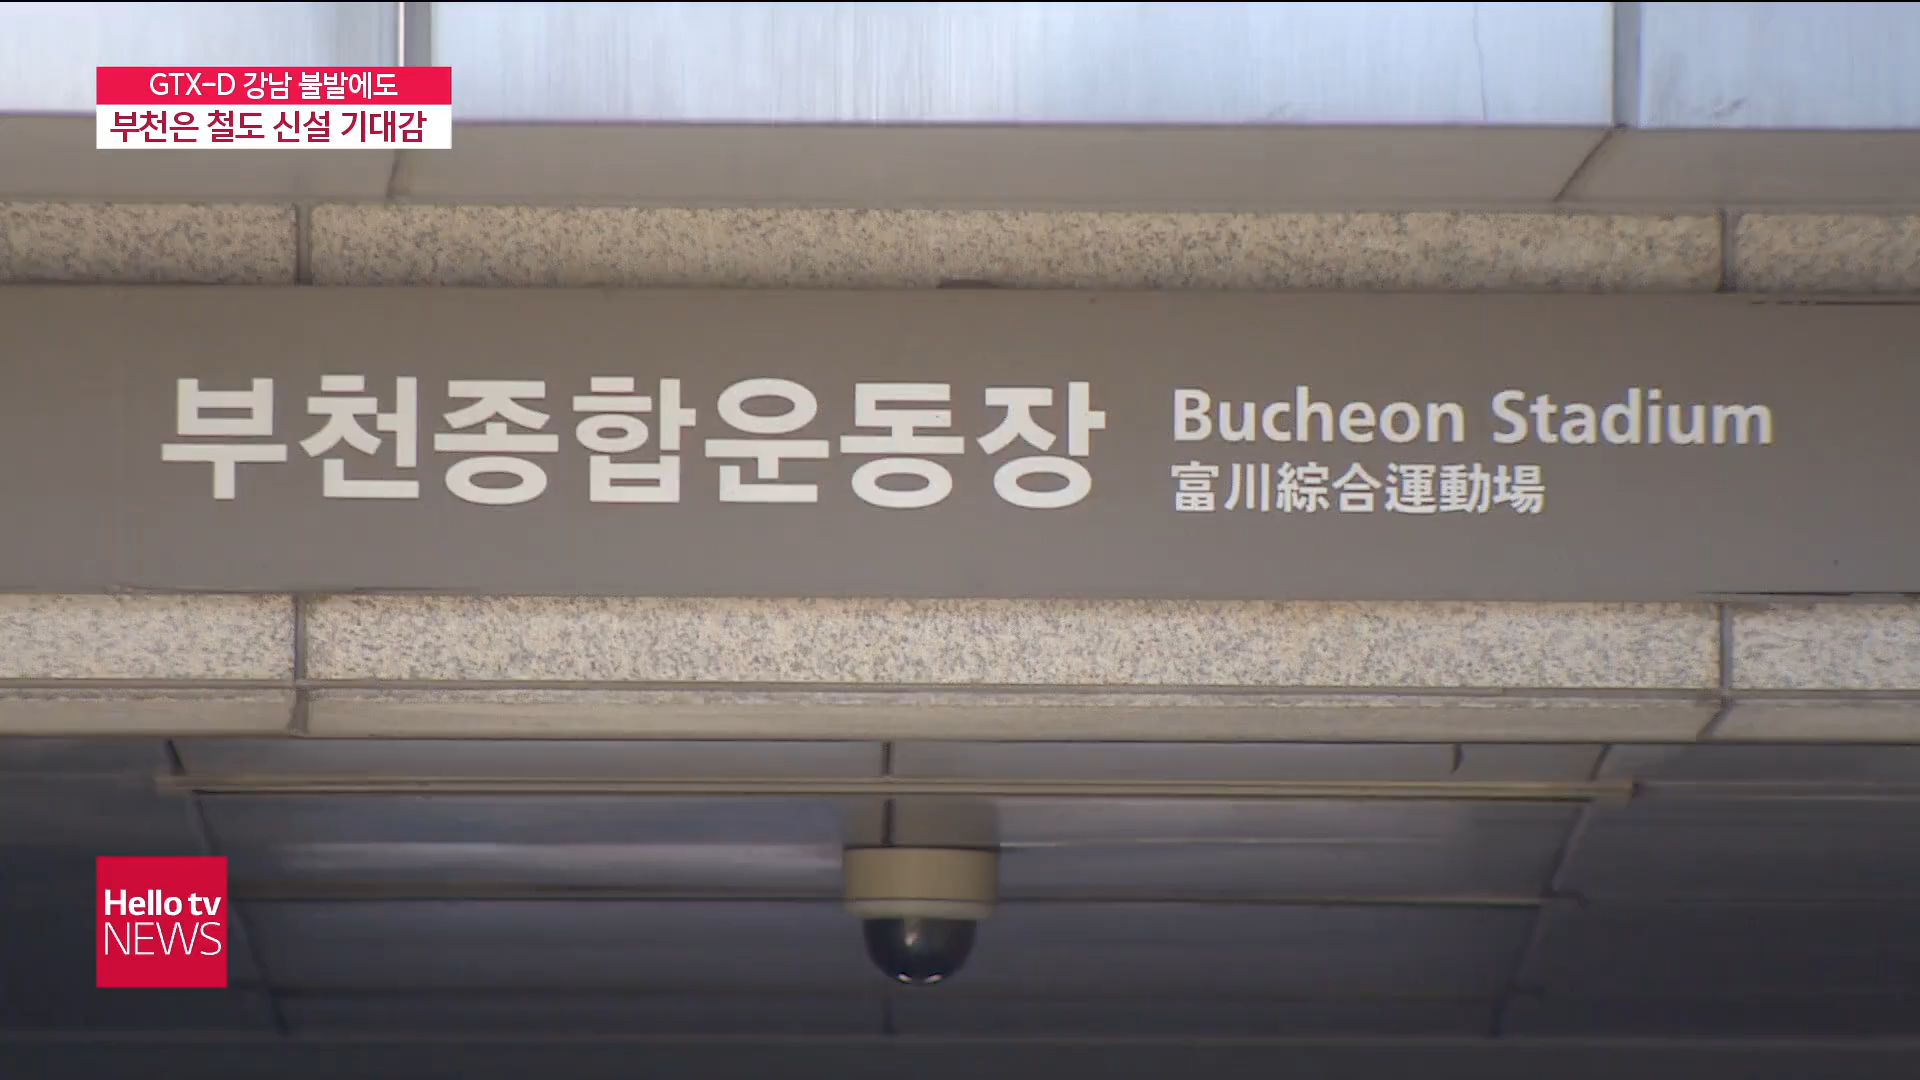 GTX-D 강남 불발에도
부천은 철도 신설 기대감
부천종합운동장
Bucheon Stadium
富川綜合運動場
Hello tv
NEWS